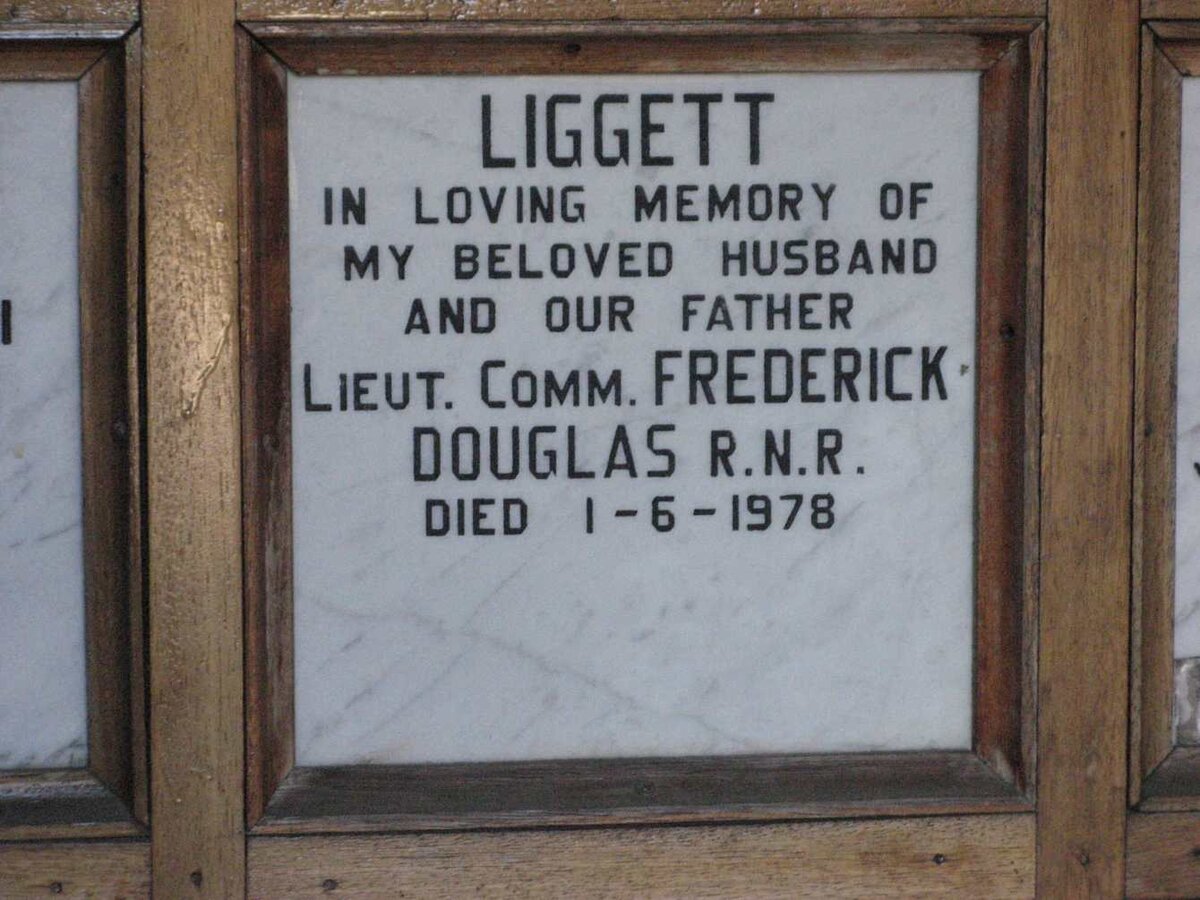 LIGGETT
IN LOVING MEMORY OF
MY BELOVED HUSBAND
AND OUR FATHER
LIEUT. COMM. FREDERICK
DOUGLAS R.N.R.
DIED 1-6-1978